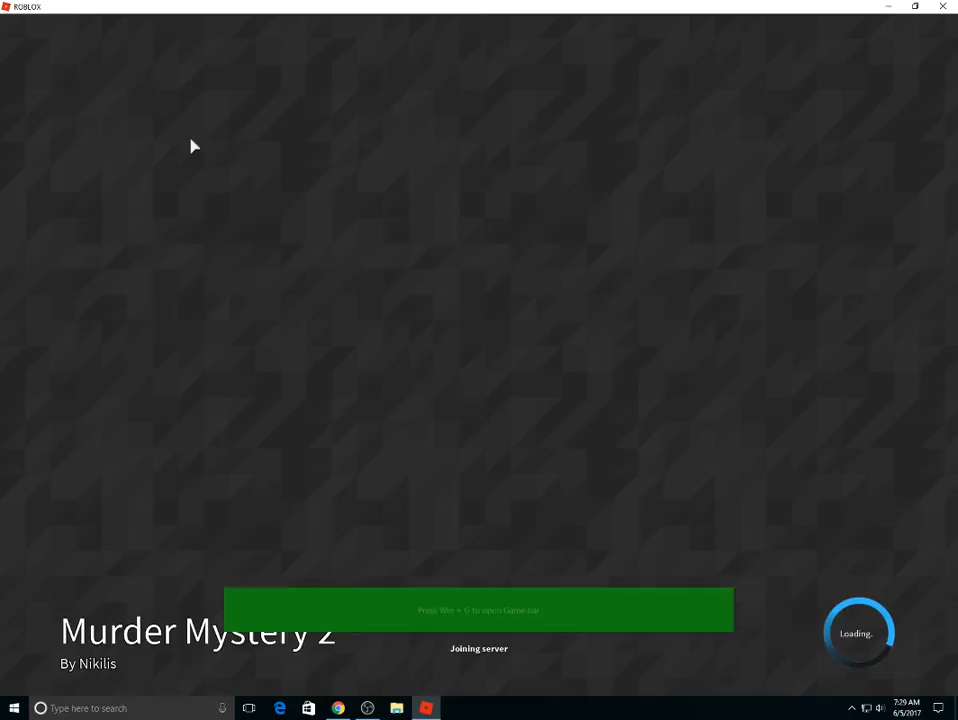 ROBLOX
Press Win + G to open Game bar
Murder Mystery 2
Joining server
Loading.
By Nikilis
Type here to search
7:29 AM
6/5/2017